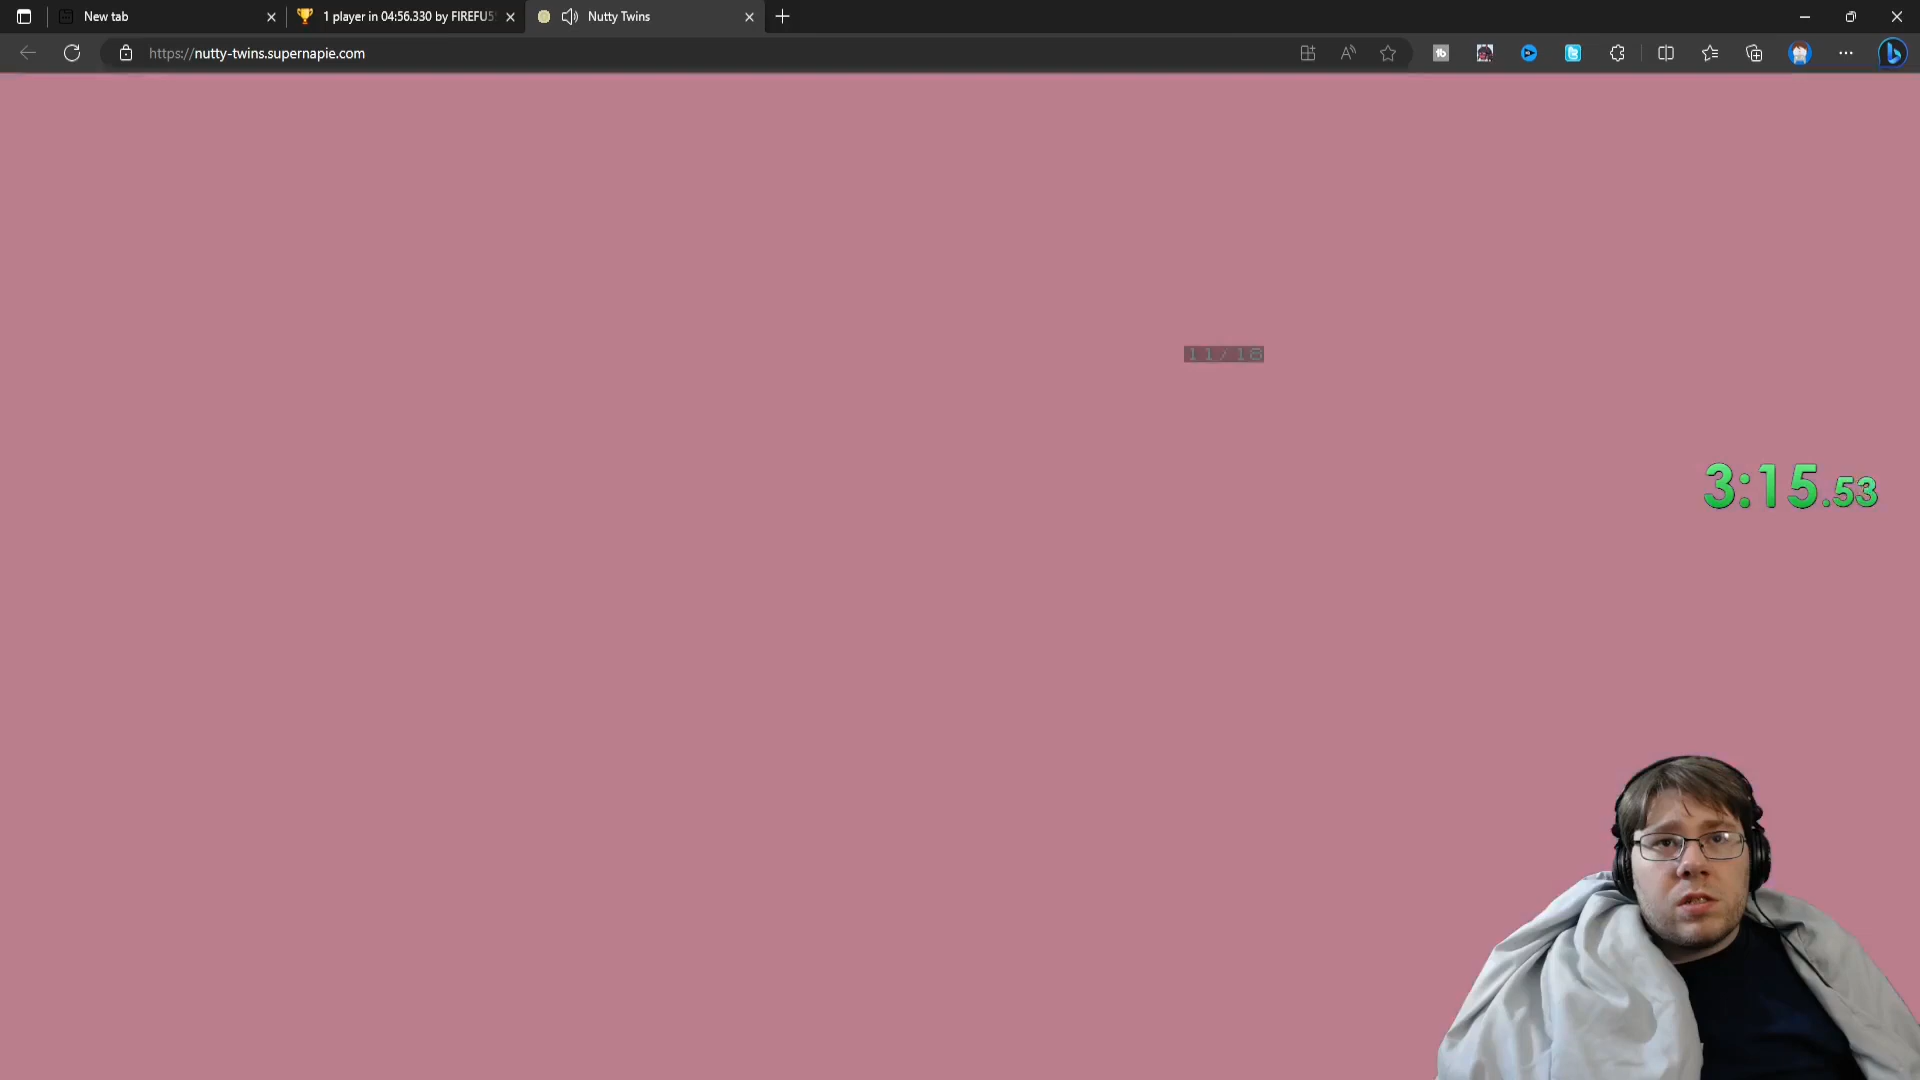 New tab
1 player in 04:56.330 by FIREFU5
Nutty Twins
https://nutty-twins.supernapie.com
11/18
3:15.53